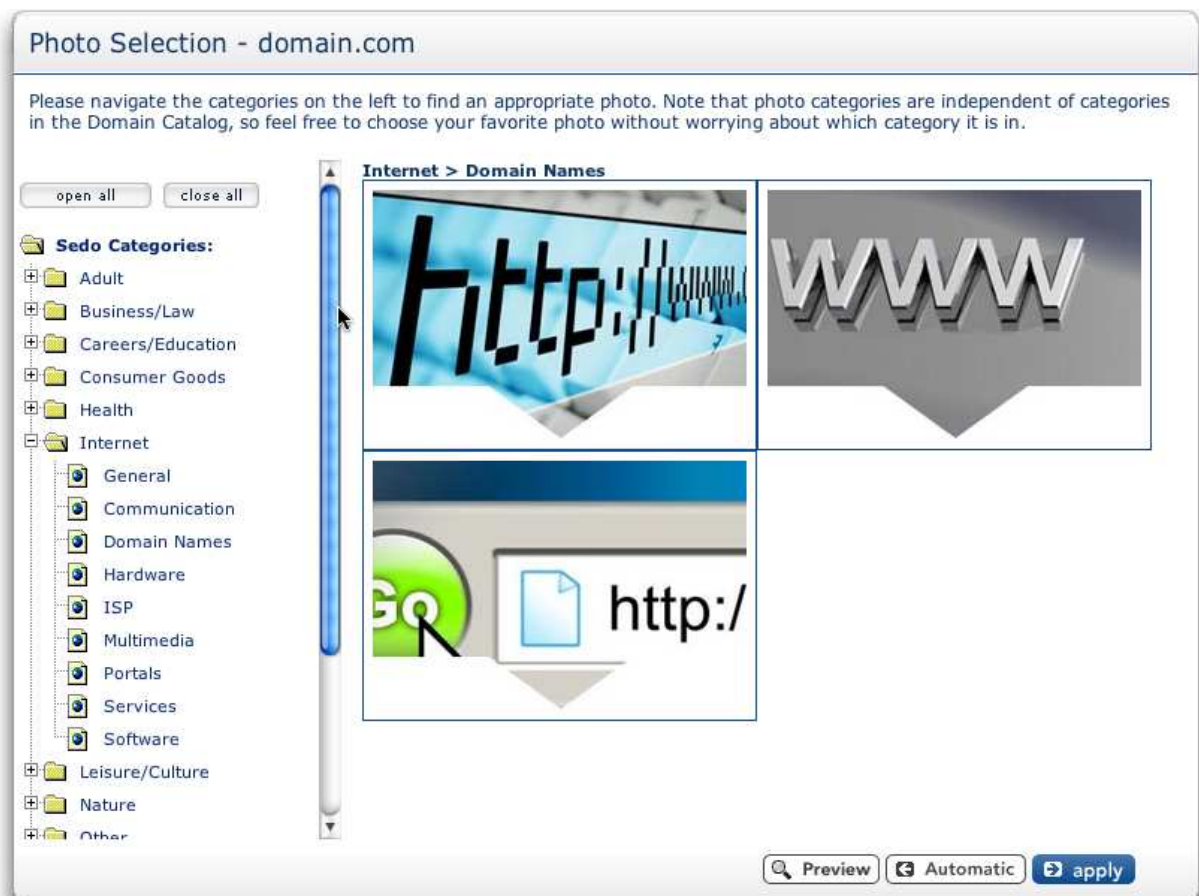 Photo Selection - domain.com
Please navigate the categories on the left to find an appropriate photo. Note that photo categories are independent of categories
in the Domain Catalog, so feel free to choose your favorite photo without worrying about which category it is in.
open all
close all
Sedo Categories:
Adult
Business/Law
Careers/Education
Consumer Goods
Health
Internet
General
Communication
Domain Names
Hardware
ISP
Multimedia
Portals
Services
Software
Leisure/Culture
Nature
Other
Internet > Domain Names
http://www.
www
Go
http:/
Preview
Automatic
apply